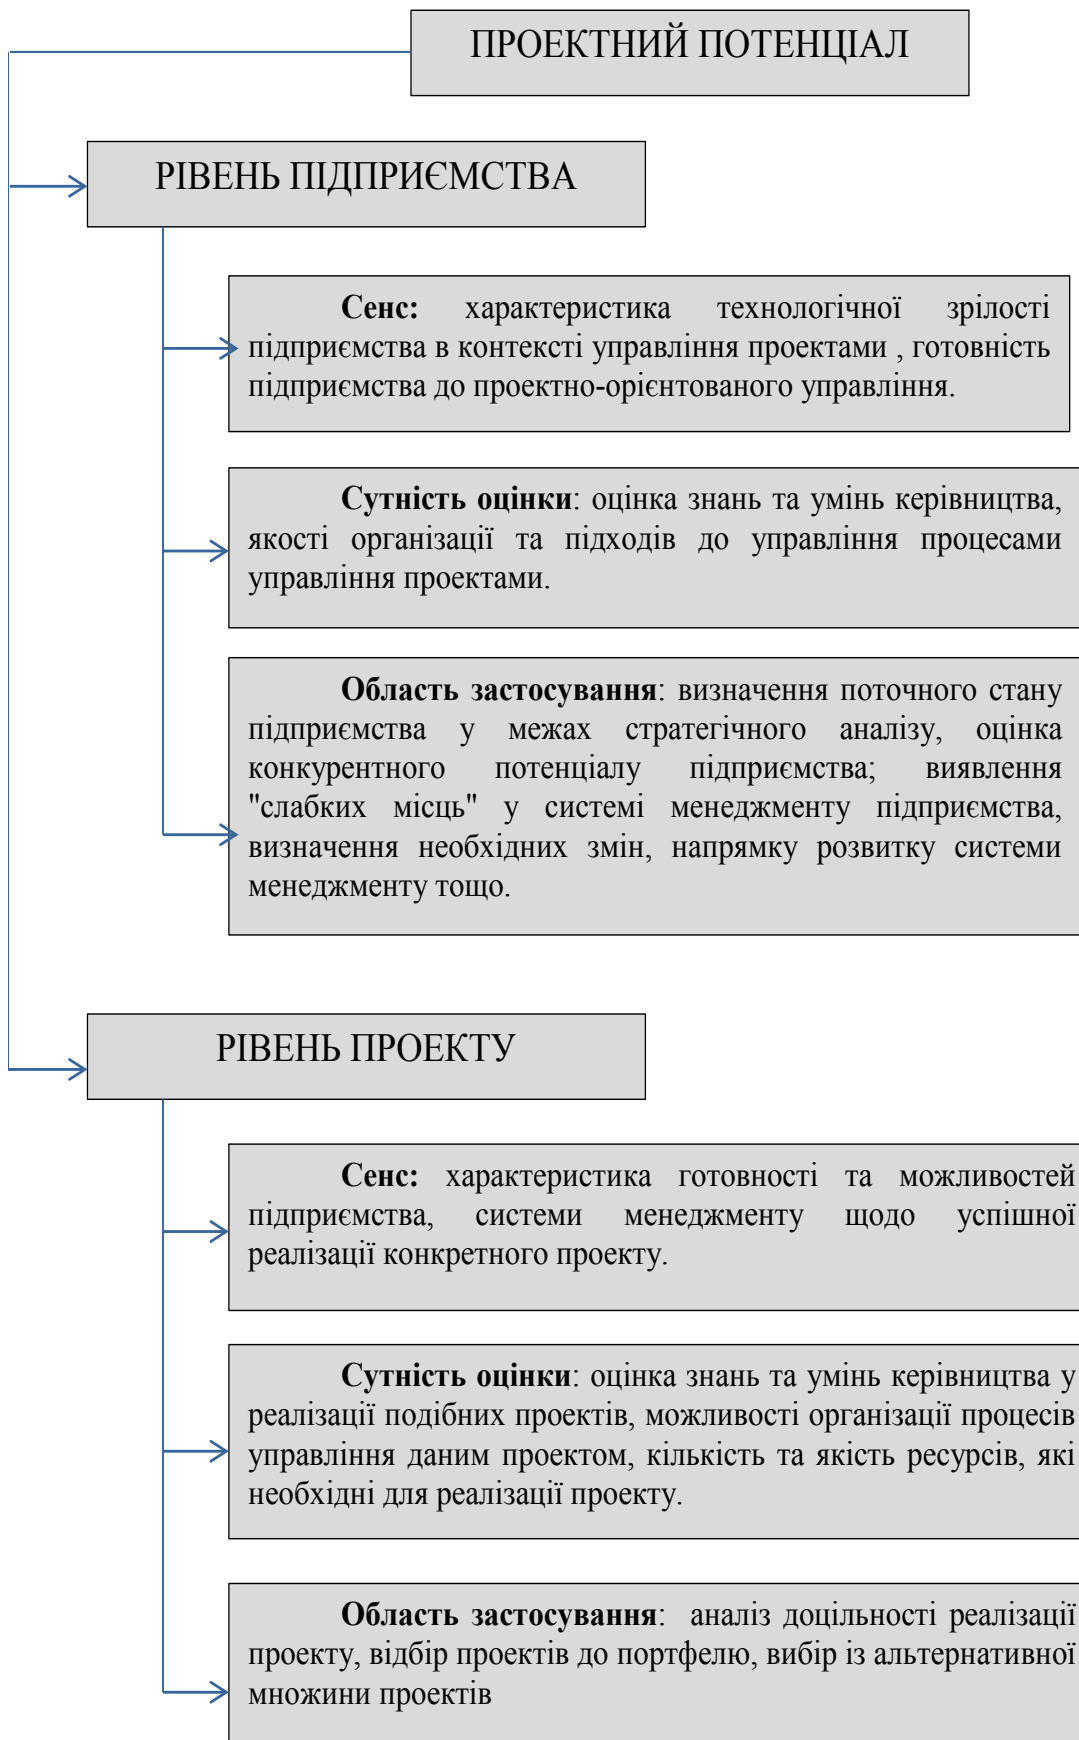 ПРОЕКТНИЙ ПОТЕНЦІАЛ
РІВЕНЬ ПІДПРИЄМСТВА
Сенс: характеристика технологічної зрілості
підприємства в контексті управління проектами , готовність
підприємства до проектно-орієнтованого управління.
Сутність оцінки: оцінка знань та умінь керівництва,
якості організації та підходів до управління процесами
управління проектами.
Область застосування: визначення поточного стану
підприємства у межах стратегічного аналізу, оцінка
конкурентного потенціалу підприємства; виявлення
"слабких місць" у системі менеджменту підприємства,
визначення необхідних змін, напрямку розвитку системи
менеджменту тощо.
РІВЕНЬ ПРОЕКТУ
Сенс: характеристика готовності та можливостей
підприємства, системи менеджменту щодо успішної
реалізації конкретного проекту.
Сутність оцінки: оцінка знань та умінь керівництва у
реалізації подібних проектів, можливості організації процесів
управління даним проектом, кількість та якість ресурсів, які
необхідні для реалізації проекту.
Область застосування: аналіз доцільності реалізації
проекту, відбір проектів до портфелю, вибір із альтернативної
множини проектів